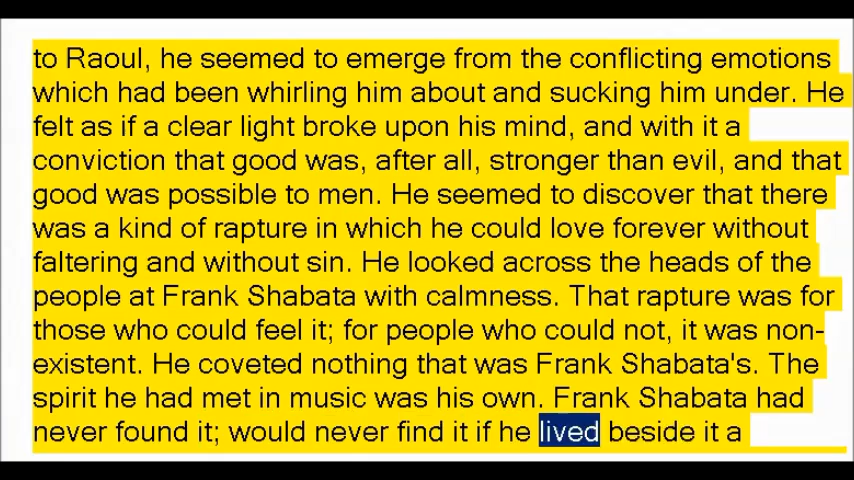 to Raoul, he seemed to emerge from the conflicting emotions
which had been whirling him about and sucking him under. He
felt as if a clear light broke upon his mind, and with it a
conviction that good was, after all, stronger than evil, and that
good was possible to men. He seemed to discover that there
was a kind of rapture in which he could love forever without
faltering and without sin. He looked across the heads of the
people at Frank Shabata with calmness. That rapture was for
those who could feel it; for people who could not, it was non-
existent. He coveted nothing that was Frank Shabata's. The
spirit he had met in music was his own. Frank Shabata had
never found it; would never find it if he lived beside it a